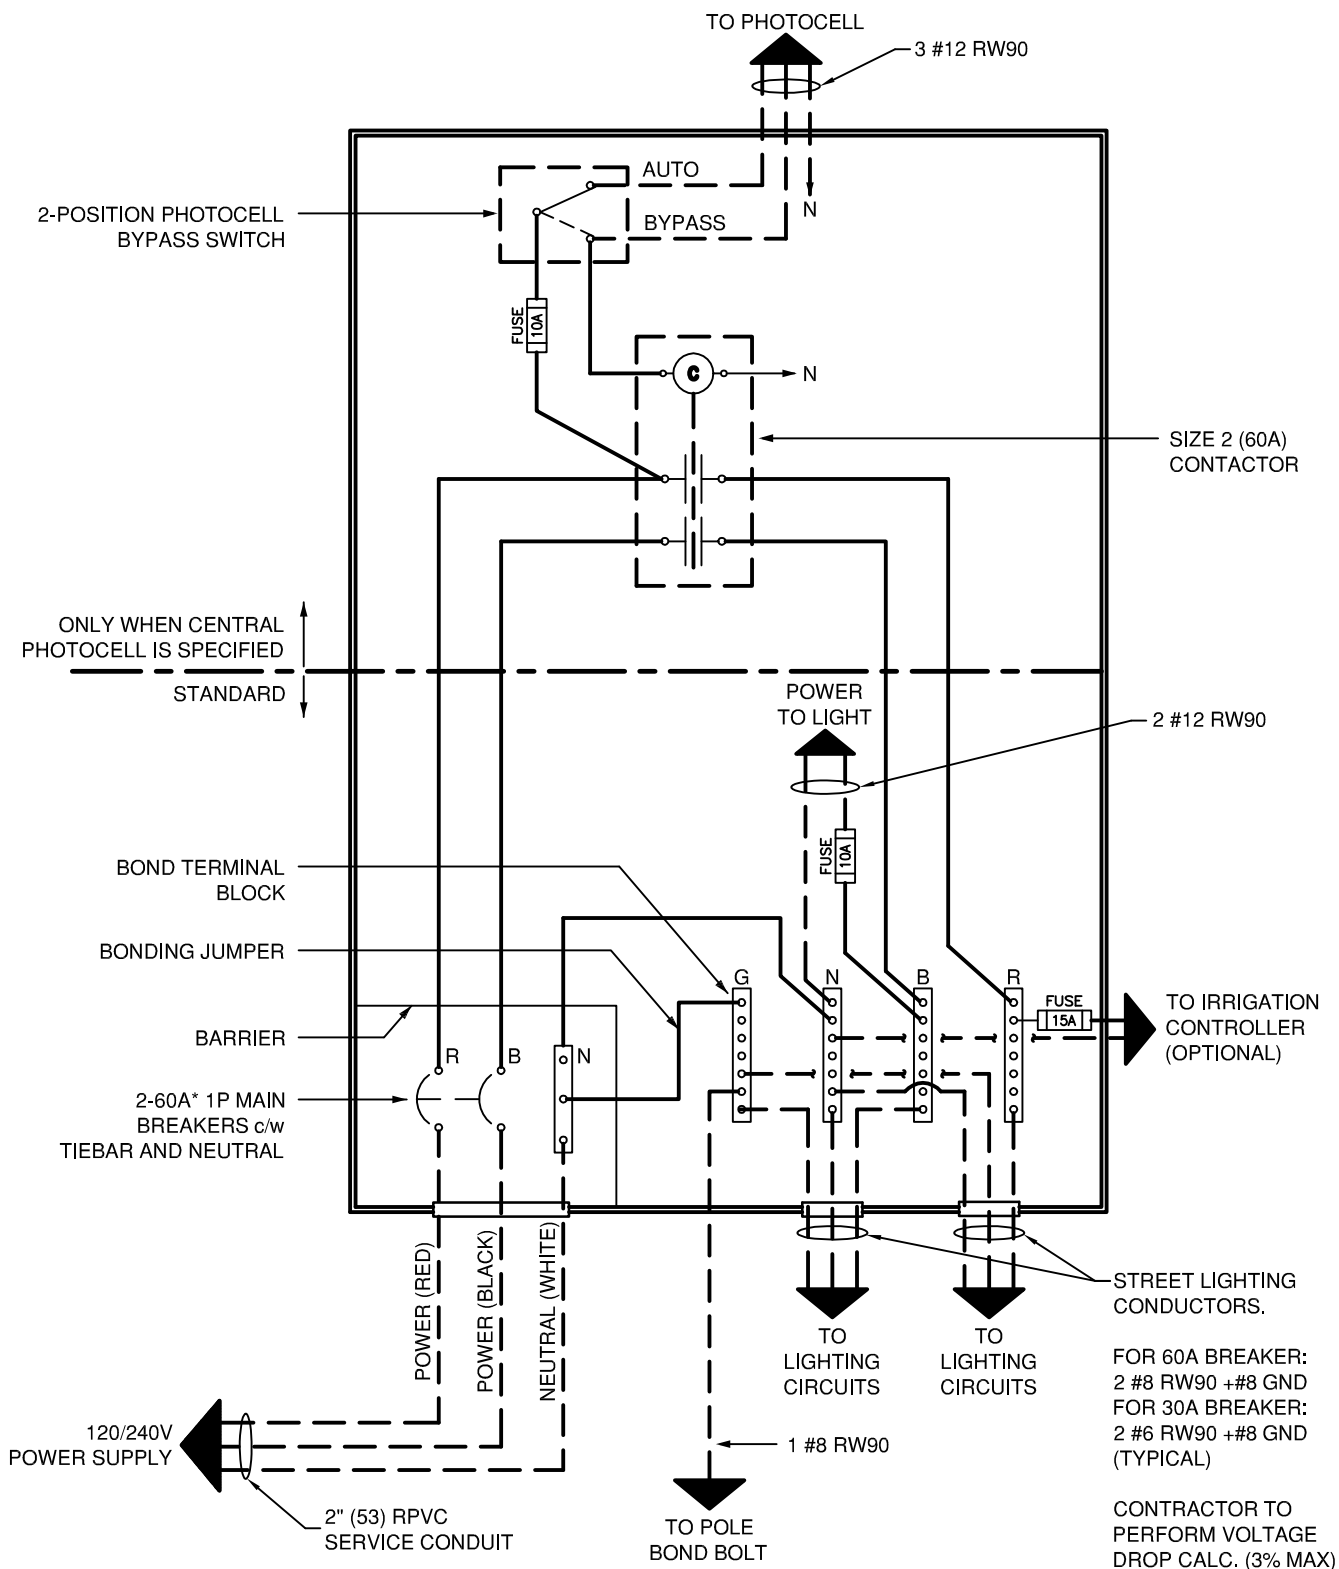 TO PHOTOCELL
3 #12 RW90
AUTO
N
2-POSITION PHOTOCELL
BYPASS SWITCH
BYPASS
FUSE
10A
C
N
SIZE 2 (60A)
CONTACTOR
ONLY WHEN CENTRAL
PHOTOCELL IS SPECIFIED
STANDARD
POWER
TO LIGHT
2 #12 RW90
FUSE
10A
BOND TERMINAL
BLOCK
BONDING JUMPER
G
N
B
R
FUSE
15A
TO IRRIGATION
CONTROLLER
(OPTIONAL)
BARRIER
R
B
N
2-60A* 1P MAIN
BREAKERS c/w
TIEBAR AND NEUTRAL
POWER (RED)
POWER (BLACK)
NEUTRAL (WHITE)
STREET LIGHTING
CONDUCTORS.
TO
LIGHTING
CIRCUITS
TO
LIGHTING
CIRCUITS
FOR 60A BREAKER:
2 #8 RW90 +#8 GND
FOR 30A BREAKER:
2 #6 RW90 +#8 GND
(TYPICAL)
120/240V
POWER SUPPLY
1 #8 RW90
2" (53) RPVC
SERVICE CONDUIT
TO POLE
BOND BOLT
CONTRACTOR TO
PERFORM VOLTAGE
DROP CALC. (3% MAX)